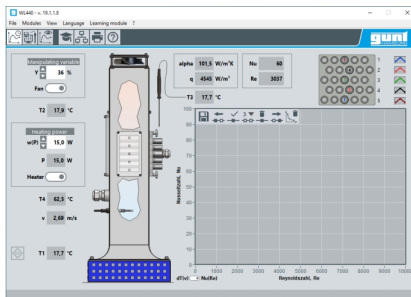 WL440 - v. 19.1.1.8
File Modules View Language Learning module ?
gunt
Manipulating variable
Y 36 %
Fan
T2 17,9 °C
Heating power
w(P) 15,0 W
P 15,0 W
Heater
T4 62,5 °C
v 2,69 m/s
T1 17,7 °C
alpha 101,5 W/m²K
q 4545 W/m²
T3 17,7 °C
Nu 60
Re 3037
1
2
3
4
5
3
100
90
80
70
60
50
40
30
20
10
0
Nusseltzahl, Nu
0 1000 2000 3000 4000 5000 6000 7000 8000 9000 10000
dT(v) Nu(Re) Reynoldszahl, Re